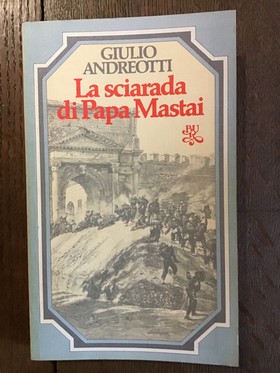 GIULIO
ANDREOTTI
La sciarada
di Papa Mastai
BUR